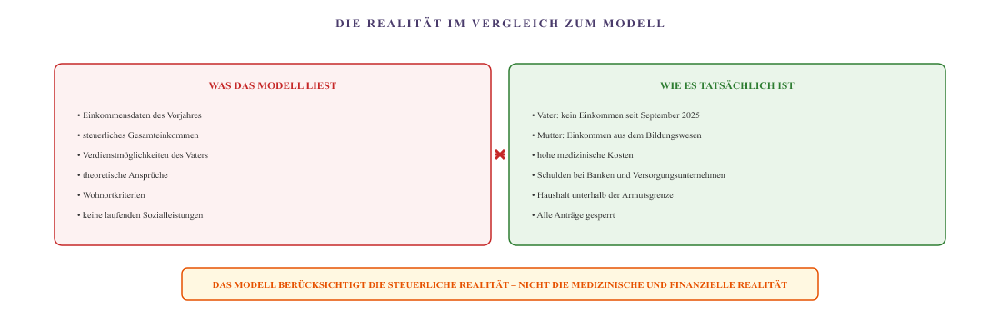 DIE REALITÄT IM VERGLEICH ZUM MODELL
WAS DAS MODELL LIEST
• Einkommensdaten des Vorjahres
• steuerliches Gesamteinkommen
• Verdienstmöglichkeiten des Vaters
• theoretische Ansprüche
• Wohnortkriterien
• keine laufenden Sozialleistungen
WIE ES TATSÄCHLICH IST
• Vater: kein Einkommen seit September 2025
• Mutter: Einkommen aus dem Bildungswesen
• hohe medizinische Kosten
• Schulden bei Banken und Versorgungsunternehmen
• Haushalt unterhalb der Armutsgrenze
• Alle Anträge gesperrt
DAS MODELL BERÜCKSICHTIGT DIE STEUERLICHE REALITÄT – NICHT DIE MEDIZINISCHE UND FINANZIELLE REALITÄT